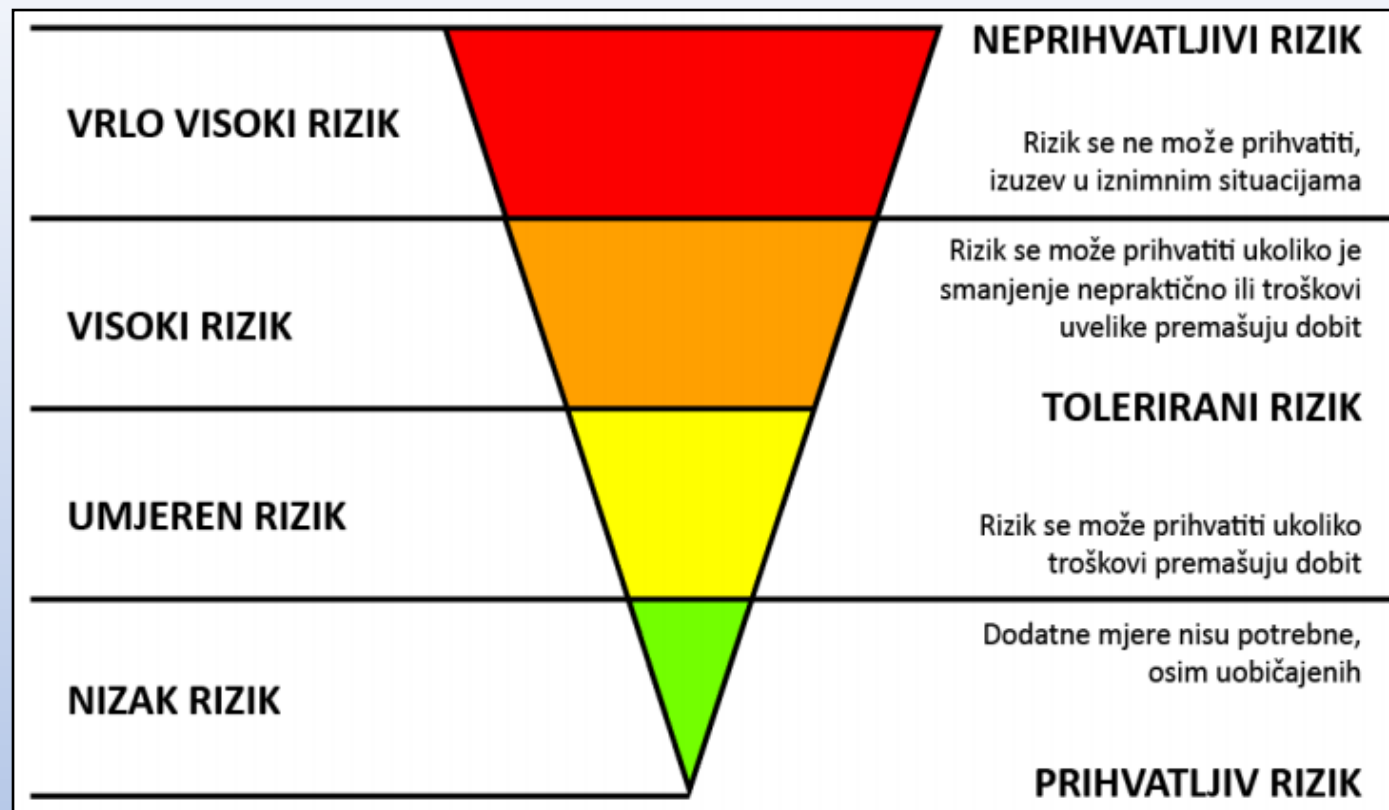 NEPRIHVATLJIVI RIZIK
VRLO VISOKI RIZIK
Rizik se ne može prihvatiti,
izuzev u iznimnim situacijama
Rizik se može prihvatiti ukoliko je
smanjenje nepraktično ili troškovi
uvelike premašuju dobit
VISOKI RIZIK
TOLERIRANI RIZIK
UMJEREN RIZIK
Rizik se može prihvatiti ukoliko
troškovi premašuju dobit
Dodatne mjere nisu potrebne,
osim uobičajenih
NIZAK RIZIK
PRIHVATLJIV RIZIK